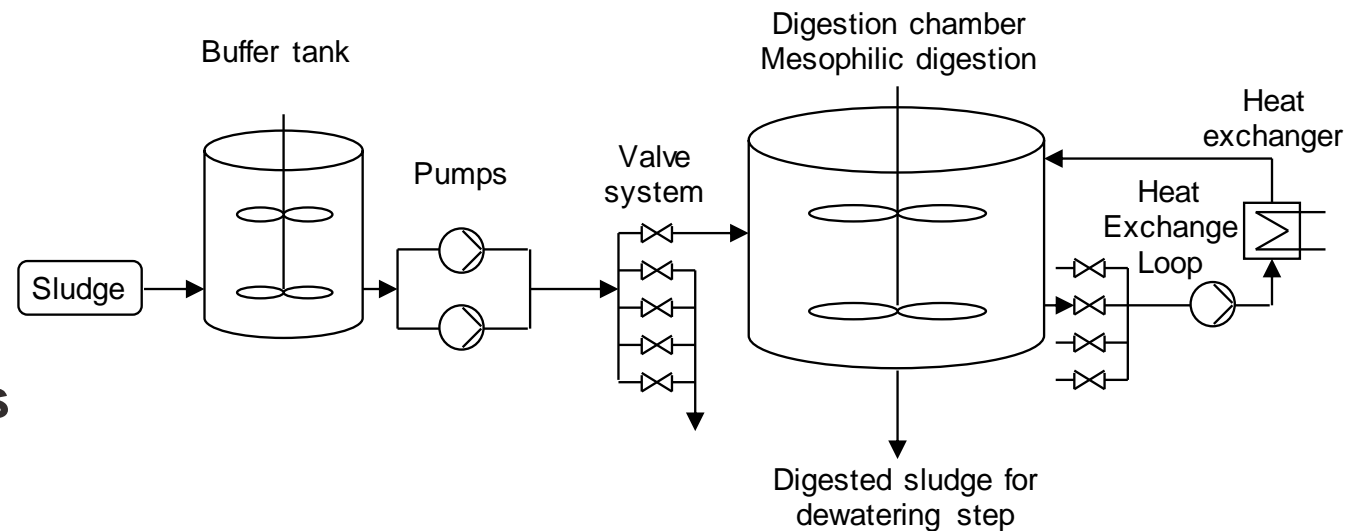 Buffer tank
Digestion chamber
Mesophilic digestion
Heat
exchanger
Pumps
Valve
system
Heat
Exchange
Loop
Sludge
s
Digested sludge for
dewatering step